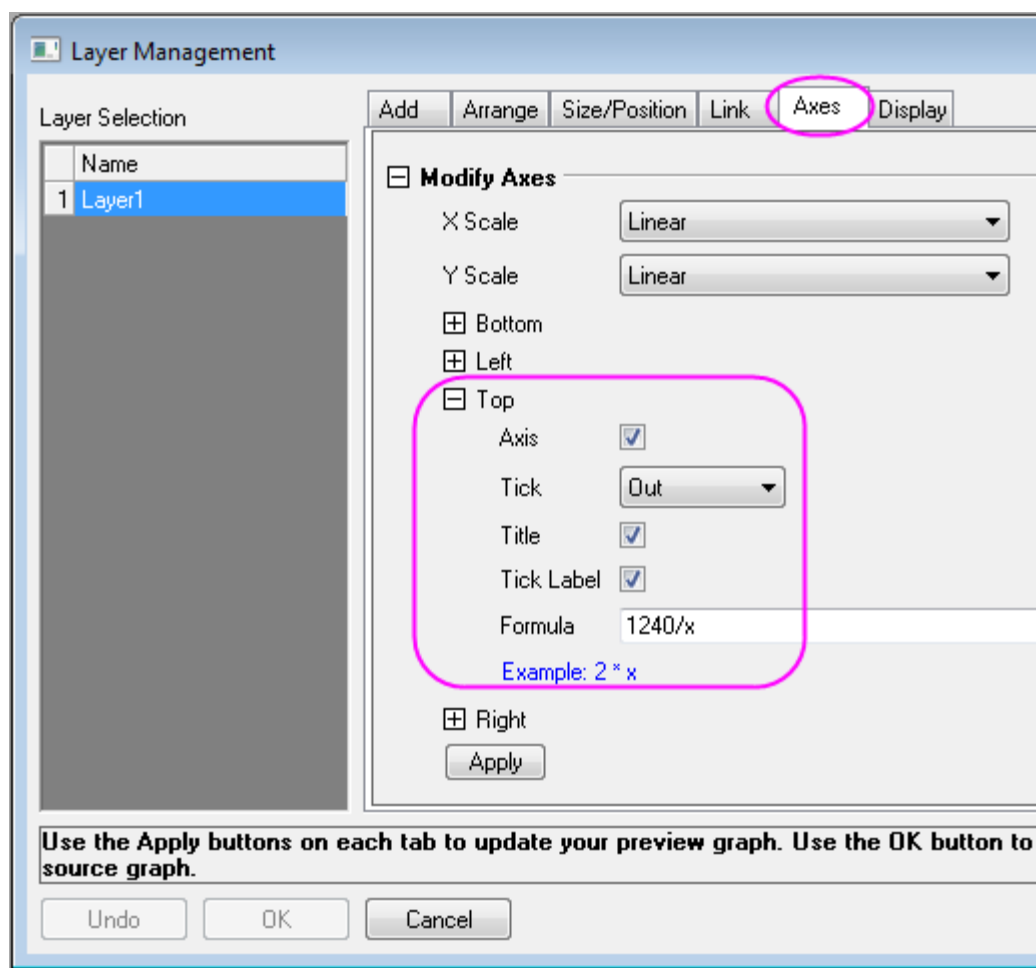 Layer Management
Layer Selection
Name
1 Layer1
Add Arrange Size/Position Link Axes Display
Modify Axes
X Scale Linear
Y Scale Linear
Bottom
Left
Top
Axis
Tick Out
Title
Tick Label
Formula 1240/x
Example: 2 * x
Right
Apply
Use the Apply buttons on each tab to update your preview graph. Use the OK button to
source graph.
Undo OK Cancel